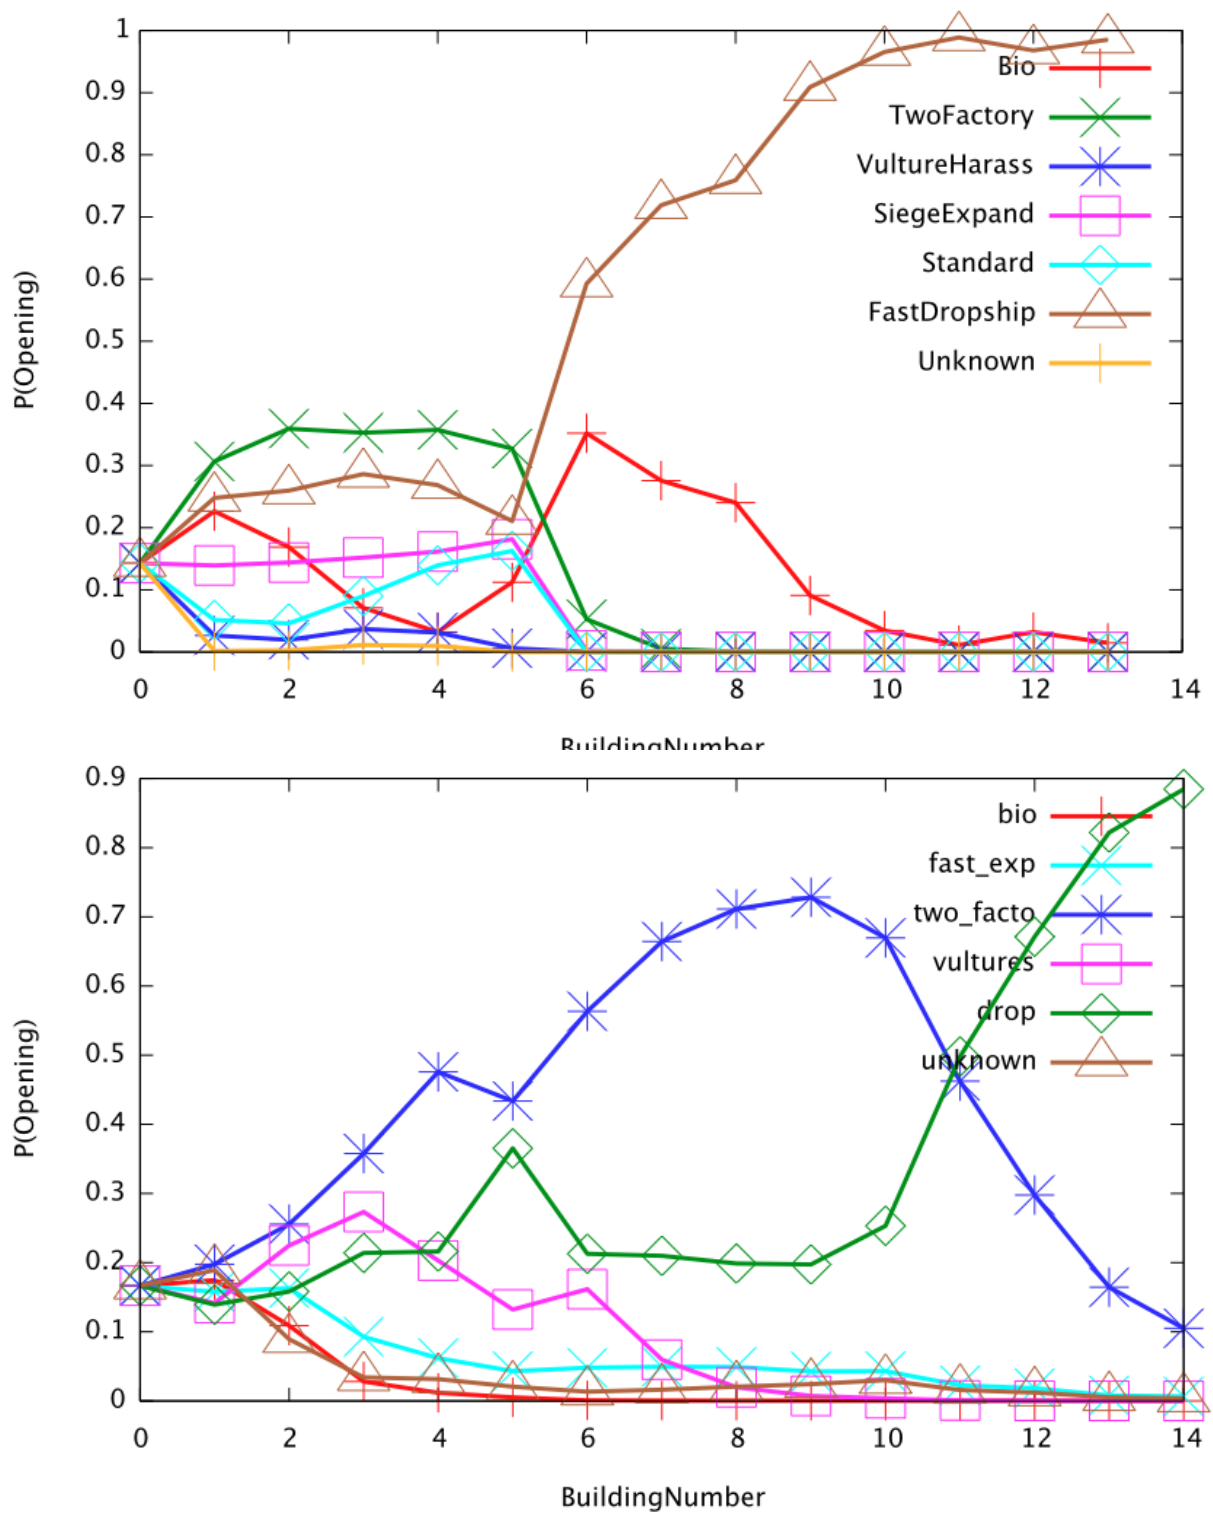 1
0.9
0.8
0.7
0.6
0.5
0.4
0.3
0.2
0.1
0
P(Opening)
Bio
TwoFactory
VultureHarass
SiegeExpand
Standard
FastDropship
Unknown
0 2 4 6 8 10 12 14
BuildingNumber
0.9
0.8
0.7
0.6
0.5
0.4
0.3
0.2
0.1
0
P(Opening)
bio
fast_exp
two_facto
vultures
drop
unknown
0 2 4 6 8 10 12 14
BuildingNumber